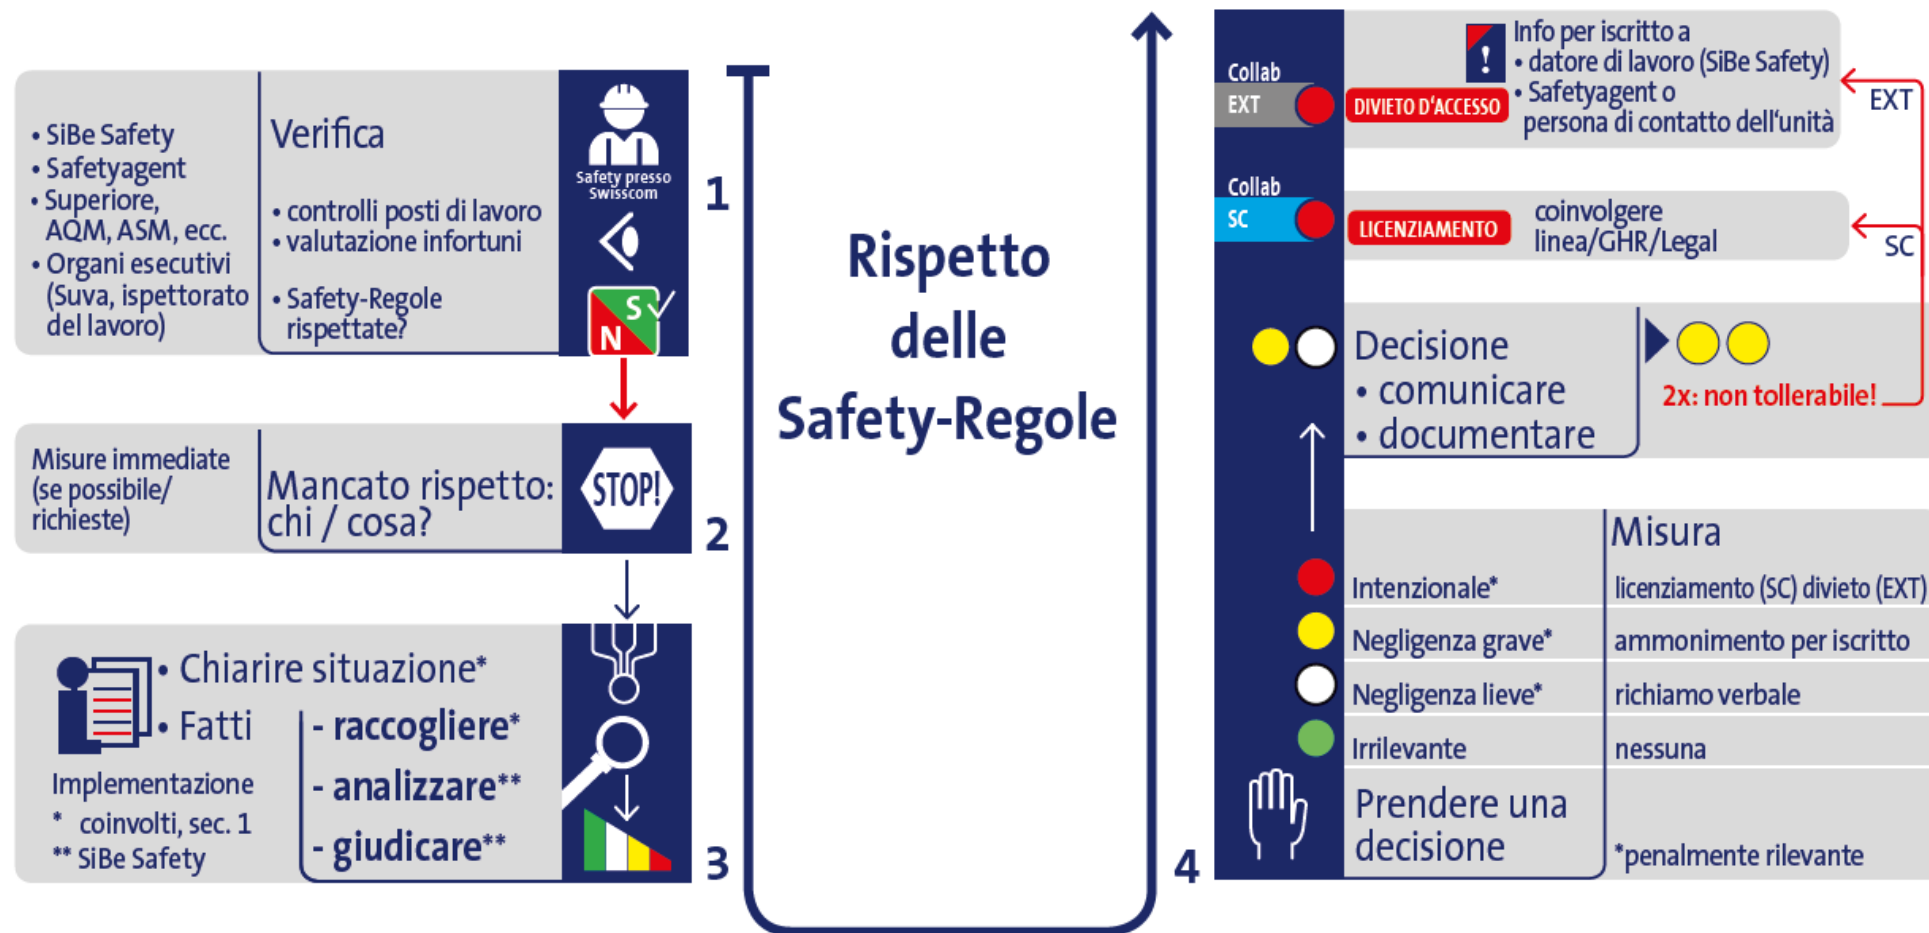 • SiBe Safety
• Safetyagent
• Superiore,
AQM, ASM, ecc.
• Organi esecutivi
(Suva, ispettorato
del lavoro)
Verifica
• controlli posti di lavoro
• valutazione infortuni
• Safety-Regole
rispettate?
Safety presso
Swisscom
S
N
1
Misure immediate
(se possibile/
richieste)
Mancato rispetto:
chi / cosa?
STOP!
2
• Chiarire situazione*
• Fatti
- raccogliere*
- analizzare**
- giudicare**
Implementazione
* coinvolti, sec. 1
** SiBe Safety
3
Rispetto
delle
Safety-Regole
Collab
EXT
DIVIETO D'ACCESSO
!
Info per iscritto a
• datore di lavoro (SiBe Safety)
• Safetyagent o
persona di contatto dell'unità
EXT
Collab
SC
LICENZIAMENTO
coinvolgere
linea/GHR/Legal
SC
Decisione
• comunicare
• documentare
2x: non tollerabile!
Misura
Intenzionale* licenziamento (SC) divieto (EXT)
Negligenza grave* ammonimento per iscritto
Negligenza lieve* richiamo verbale
Irrilevante nessuna
Prendere una
decisione
*penalmente rilevante
4